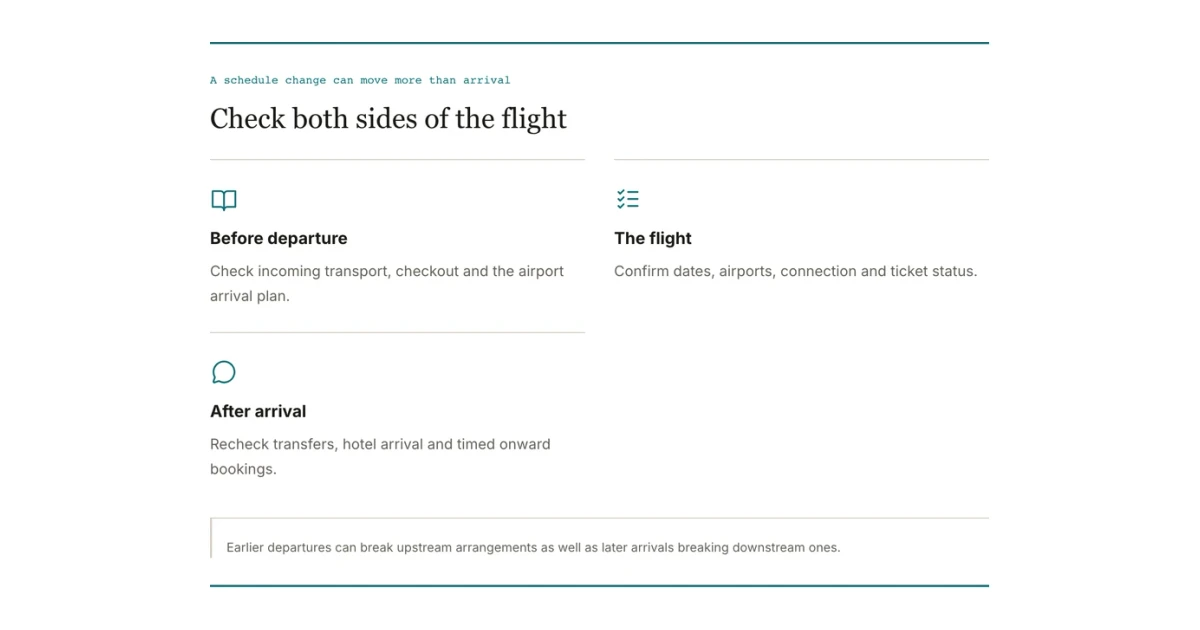 A schedule change can move more than arrival
Check both sides of the flight
Before departure
Check incoming transport, checkout and the airport
arrival plan.
The flight
Confirm dates, airports, connection and ticket status.
After arrival
Recheck transfers, hotel arrival and timed onward
bookings.
Earlier departures can break upstream arrangements as well as later arrivals breaking downstream ones.